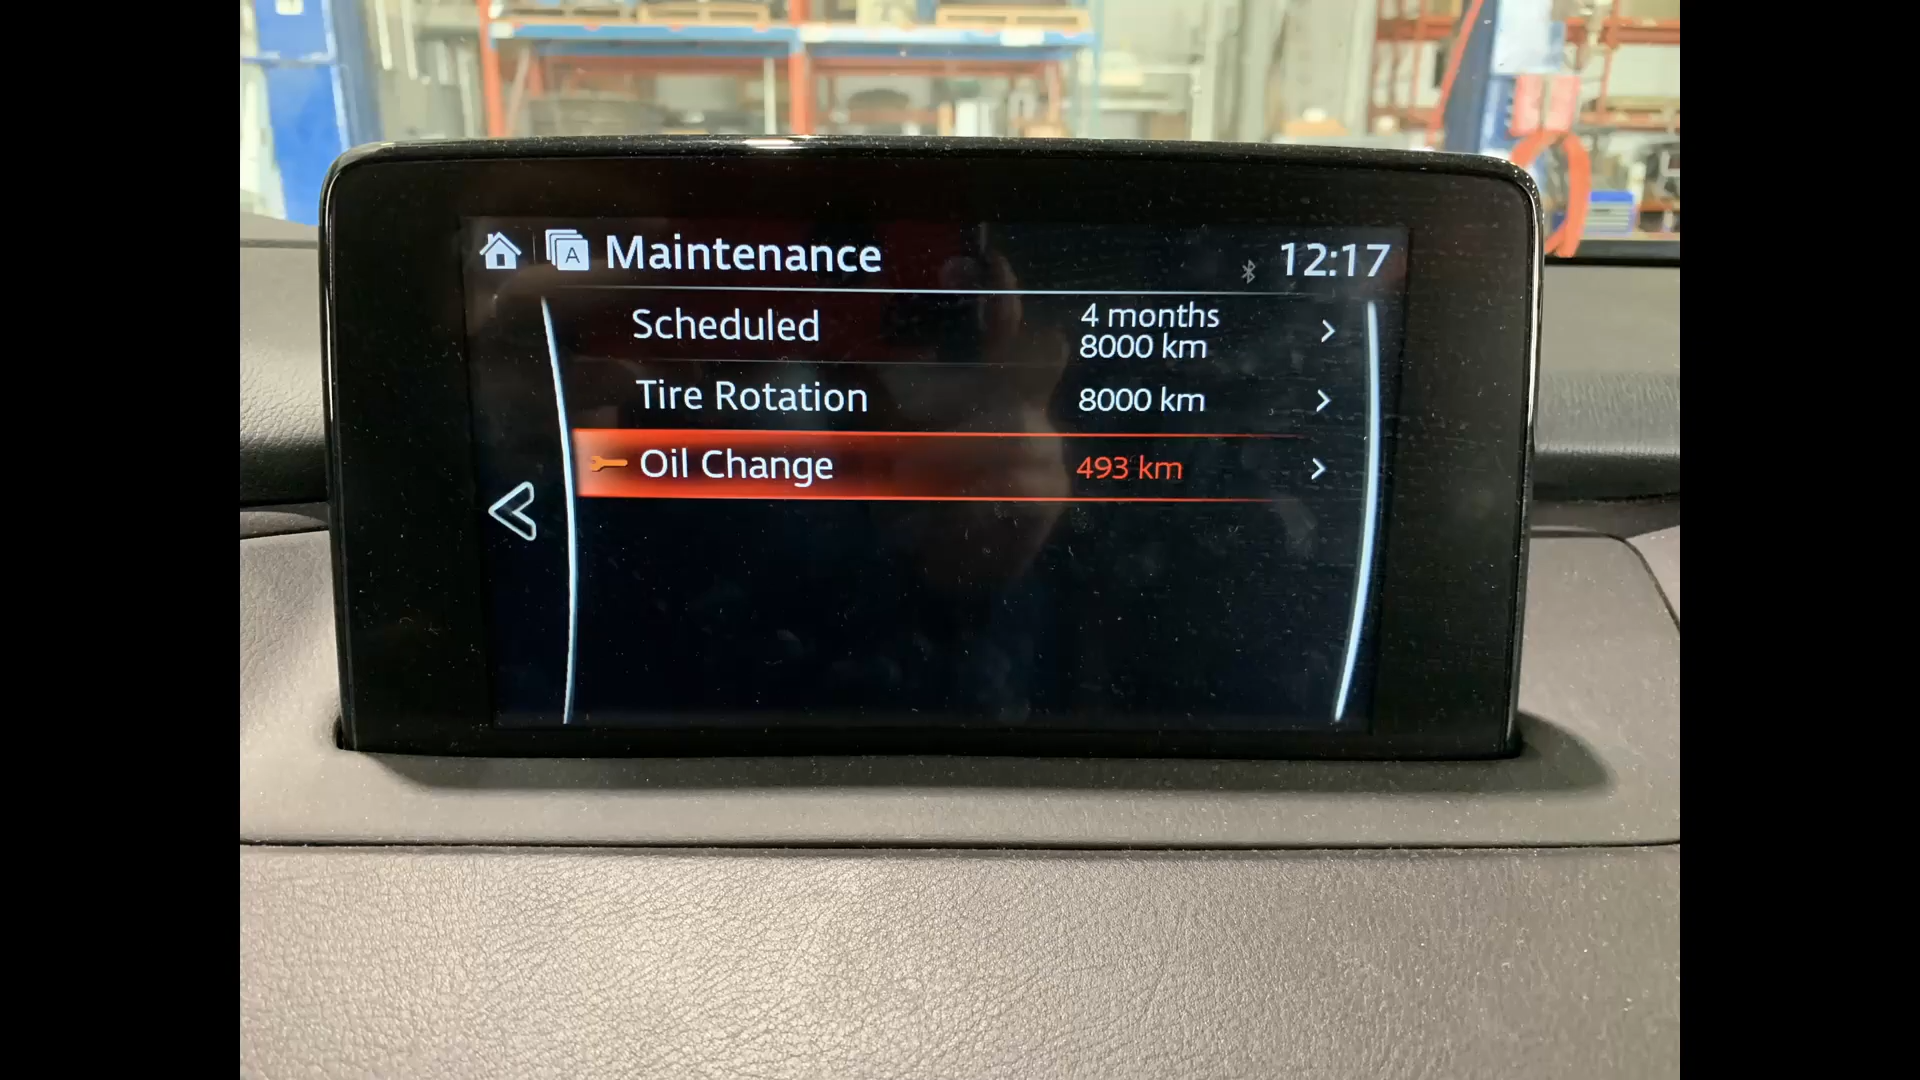 A Maintenance 12:17
Scheduled 4 months
8000 km
Tire Rotation 8000 km
Oil Change 493 km